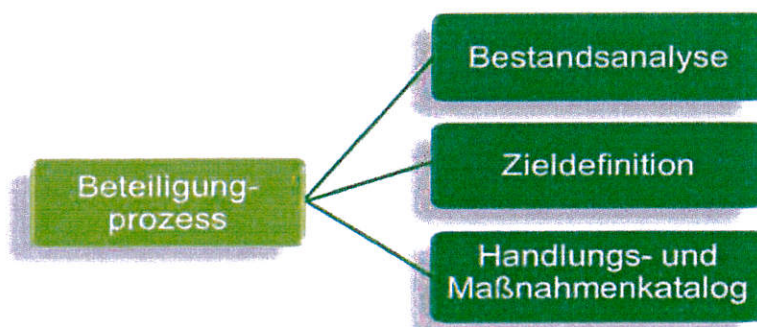 Bestandsanalyse
Zieldefinition
Beteiligung-
prozess
Handlungs- und
Maßnahmenkatalog